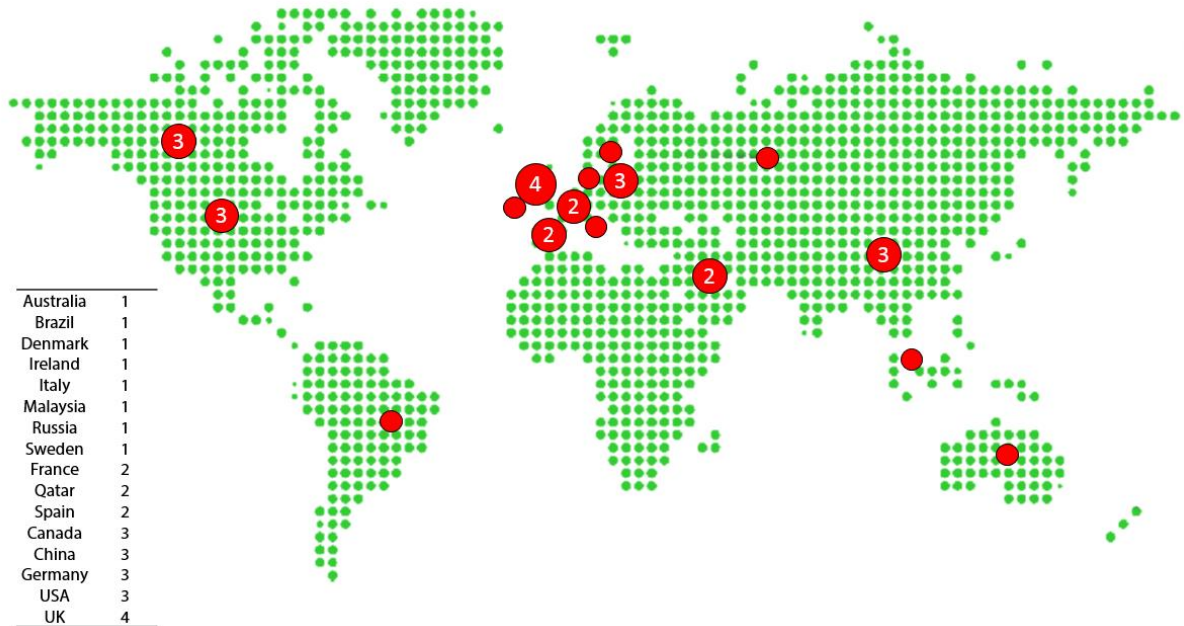 3
4
3
2
3
2
3
2
Australia 1
Brazil 1
Denmark 1
Ireland 1
Italy 1
Malaysia 1
Russia 1
Sweden 1
France 2
Qatar 2
Spain 2
Canada 3
China 3
Germany 3
USA 3
UK 4